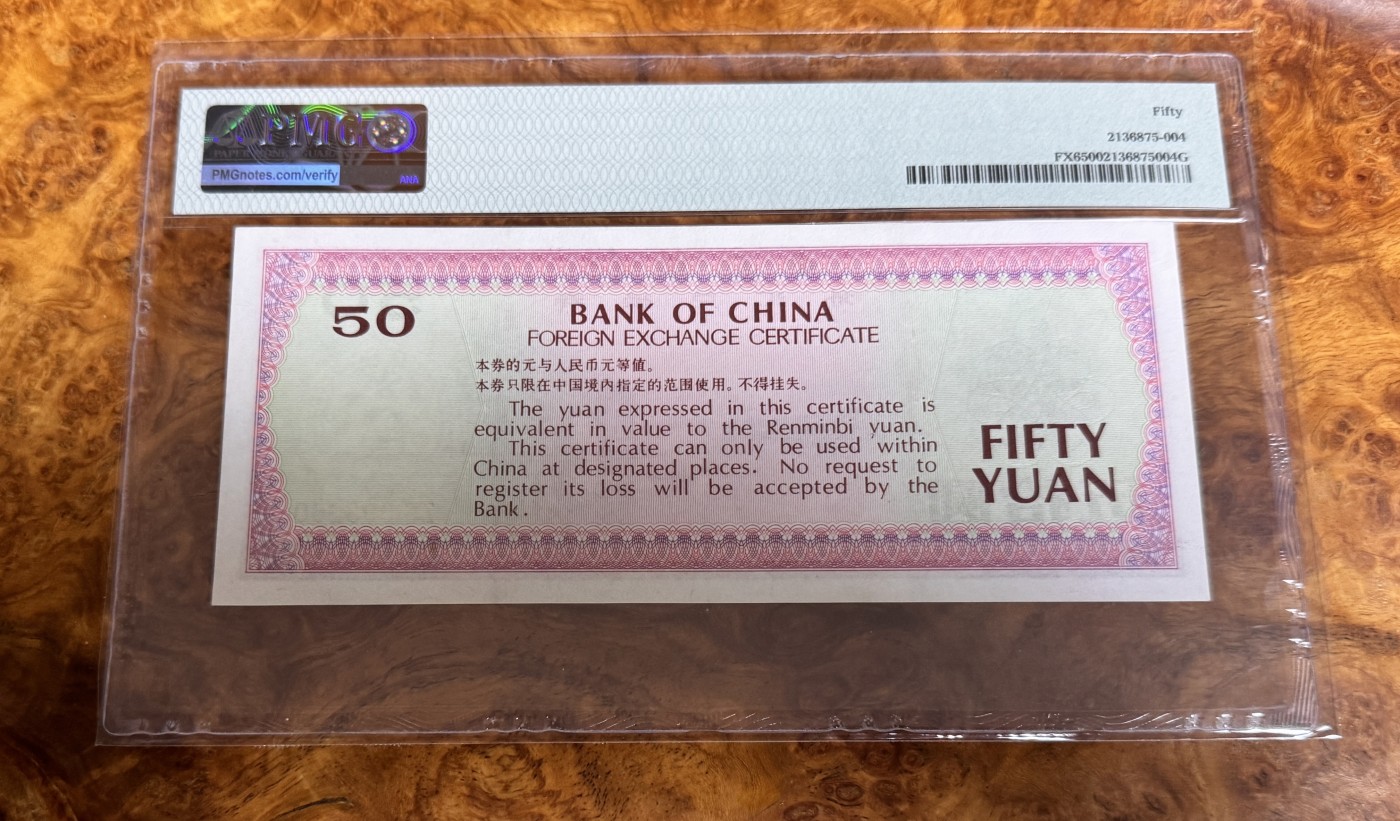 PMG
PMGnotes.com/verify
ANA
Fifty
2136875-004
FX65002136875004G
50
BANK OF CHINA
FOREIGN EXCHANGE CERTIFICATE
本券的元与人民币元等值。
本券只限在中国境内指定的范围使用。不得挂失。
The yuan expressed in this certificate is
equivalent in value to the Renminbi yuan.
This certificate can only be used within
China at designated places. No request to
register its loss will be accepted by the
Bank.
FIFTY
YUAN